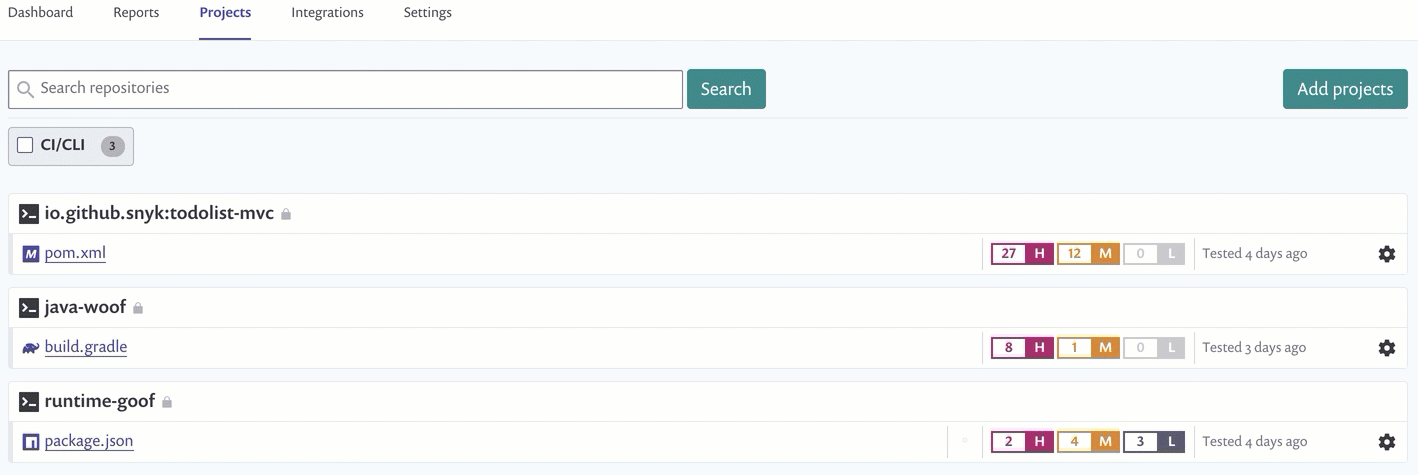 Dashboard Reports Projects Integrations Settings
Search repositories Search Add projects
CI/CLI 3
io.github.snyk:todolist-mvc
pom.xml 27 H 12 M 0 L Tested 4 days ago
java-woof
build.gradle 8 H 1 M 0 L Tested 3 days ago
runtime-goof
package.json 2 H 4 M 3 L Tested 4 days ago